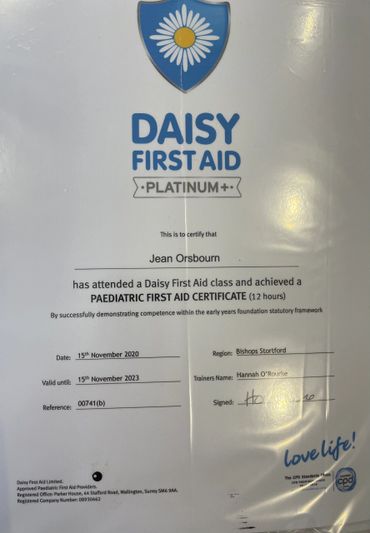 DAISY
FIRST AID
·PLATINUM+·
This is to certify that
Jean Orsbourn
has attended a Daisy First Aid class and achieved a
PAEDIATRIC FIRST AID CERTIFICATE (12 hours)
By successfully demonstrating competence within the early years foundation statutory framework
Date: 15th November 2020
Region: Bishops Stortford
Valid until: 15th November 2023
Trainers Name: Hannah O'Rourke
Reference: 00741(b)
Signed:
love life!
Daisy First Aid Limited.
Approved Paediatric First Aid Providers.
Registered Office: Parker House, 44 Stafford Road, Wallington, Surrey SM6 9AA.
Registered Company Number: 08930462
cpd